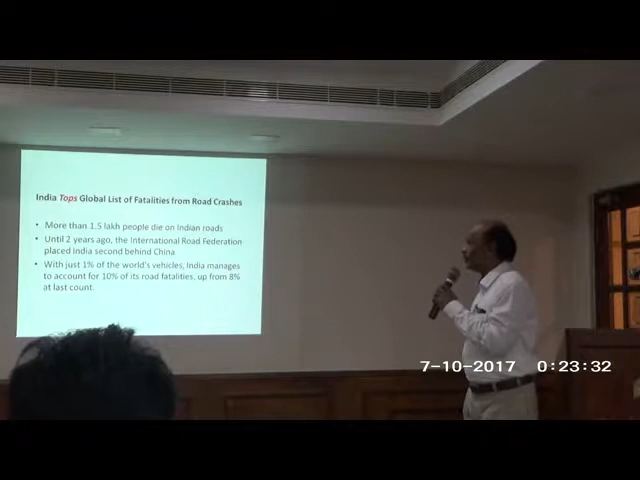 India Tops Global List of Fatalities from Road Crashes
• More than 1.5 lakh people die on Indian roads
• Until 2 years ago, the International Road Federation
placed India second behind China
• With just 1% of the world's vehicles, India manages
to account for 10% of its road fatalities, up from 8%
at last count.
7-10-2017 0:23:32